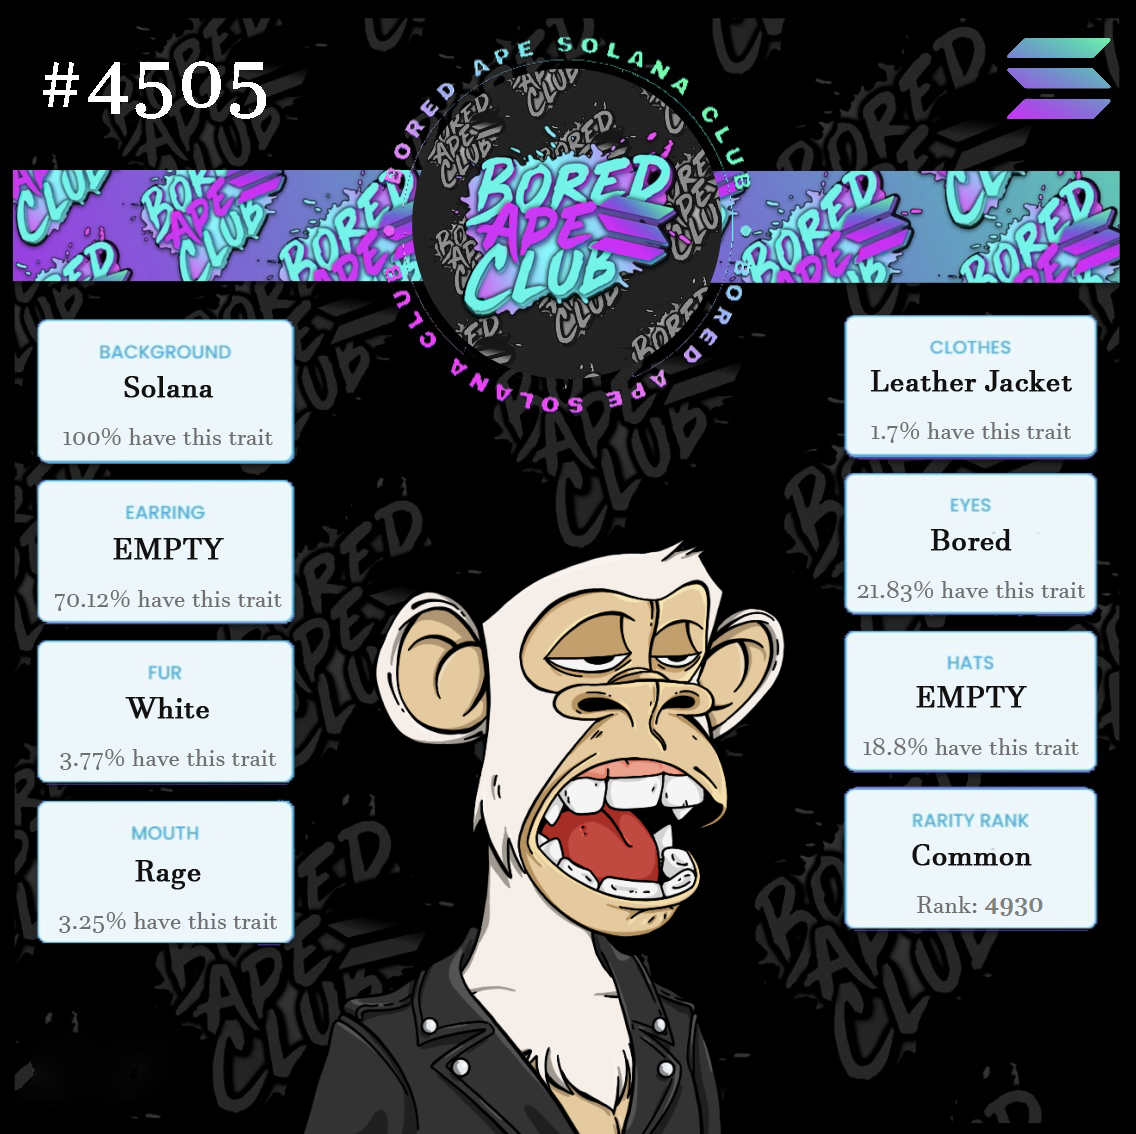 #4505
BORED APE SOLANA CLUB
BORED APE SOLANA CLUB
BORED
APE
CLUB
BACKGROUND
Solana
100% have this trait
EARRING
EMPTY
70.12% have this trait
FUR
White
3.77% have this trait
MOUTH
Rage
3.25% have this trait
CLOTHES
Leather Jacket
1.7% have this trait
EYES
Bored
21.83% have this trait
HATS
EMPTY
18.8% have this trait
RARITY RANK
Common
Rank: 4930